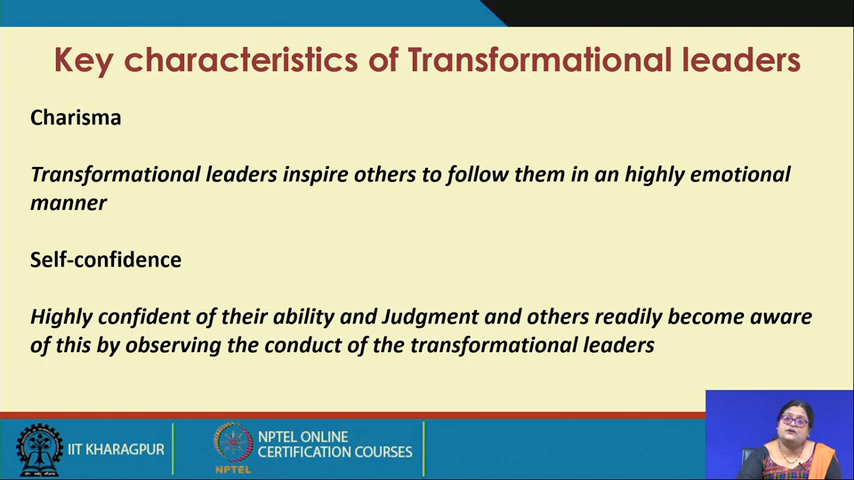 Key characteristics of Transformational leaders
Charisma
Transformational leaders inspire others to follow them in an highly emotional
manner
Self-confidence
Highly confident of their ability and Judgment and others readily become aware
of this by observing the conduct of the transformational leaders
IIT KHARAGPUR
NPTEL
NPTEL ONLINE
CERTIFICATION COURSES